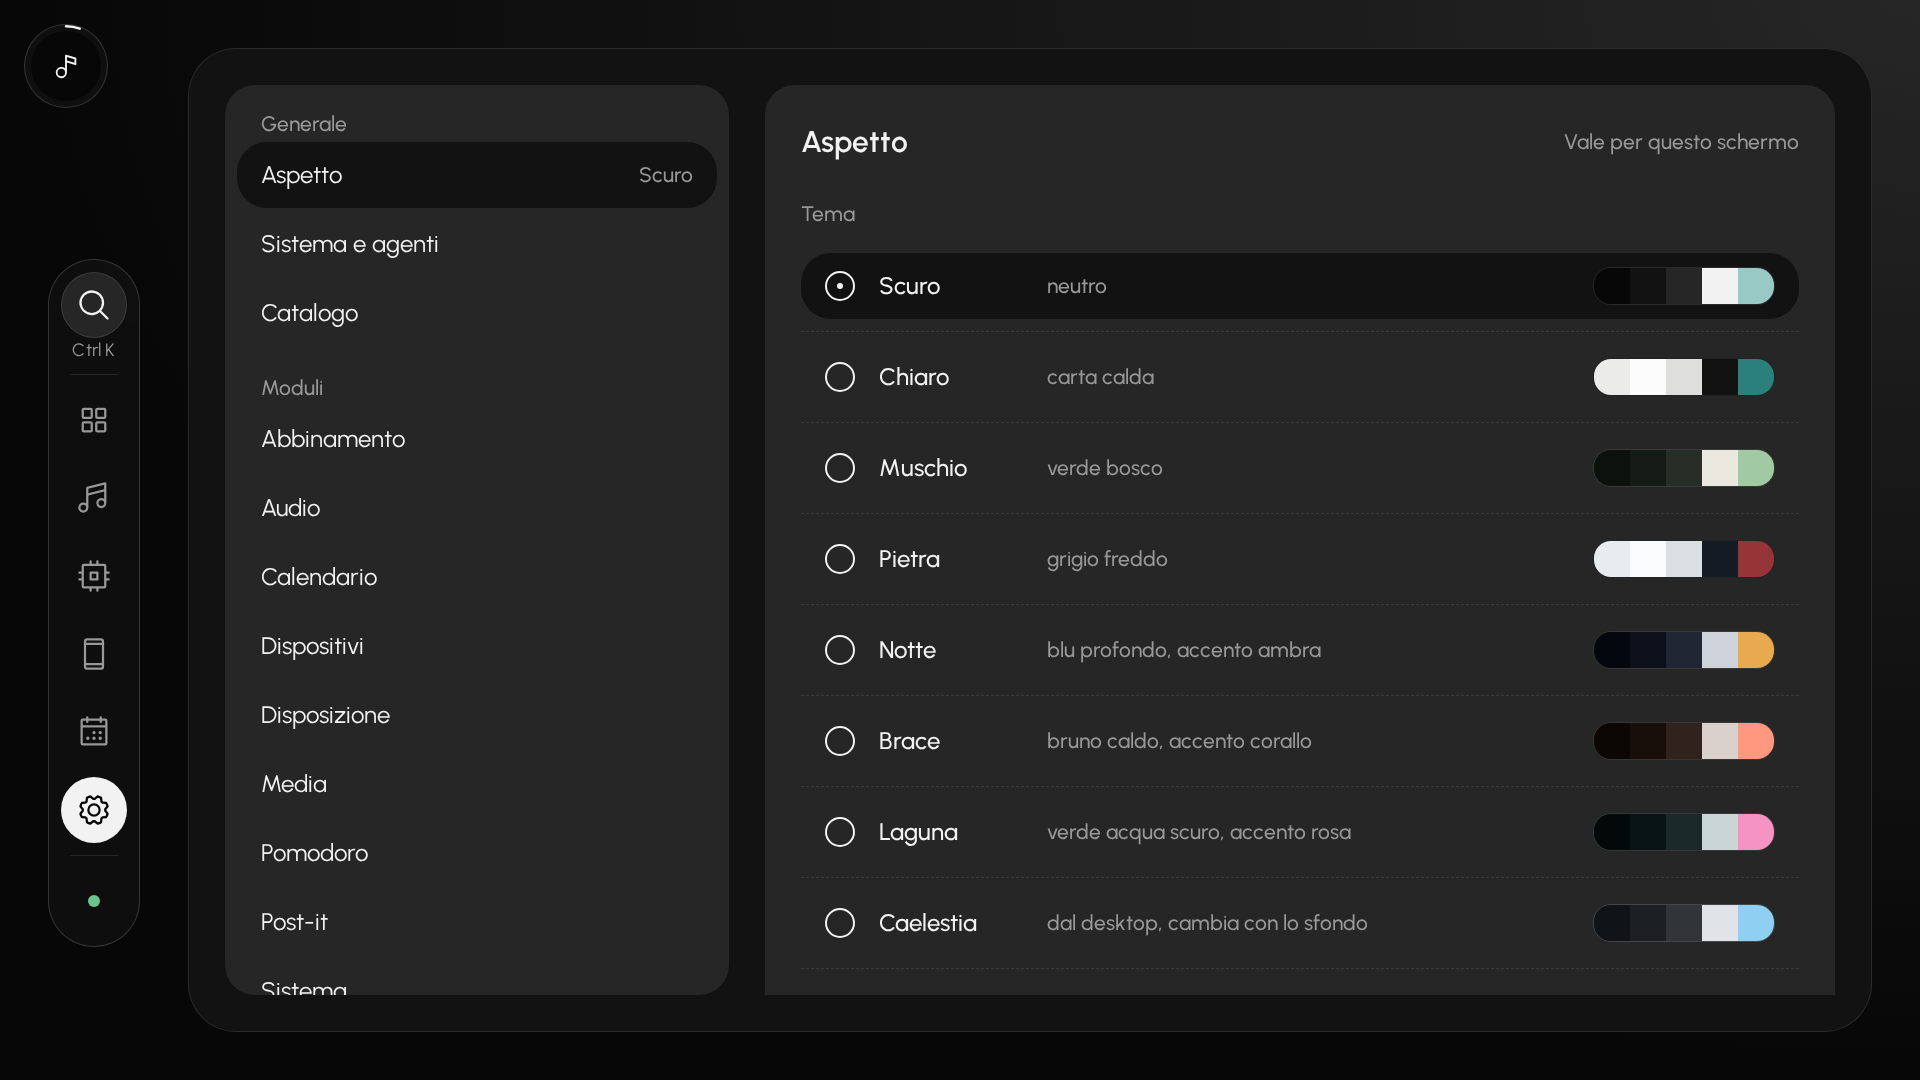 Ctrl K
Generale
Aspetto Scuro
Sistema e agenti
Catalogo
Moduli
Abbinamento
Audio
Calendario
Dispositivi
Disposizione
Media
Pomodoro
Post-it
Sistema
Aspetto Vale per questo schermo
Tema
Scuro neutro
Chiaro carta calda
Muschio verde bosco
Pietra grigio freddo
Notte blu profondo, accento ambra
Brace bruno caldo, accento corallo
Laguna verde acqua scuro, accento rosa
Caelestia dal desktop, cambia con lo sfondo